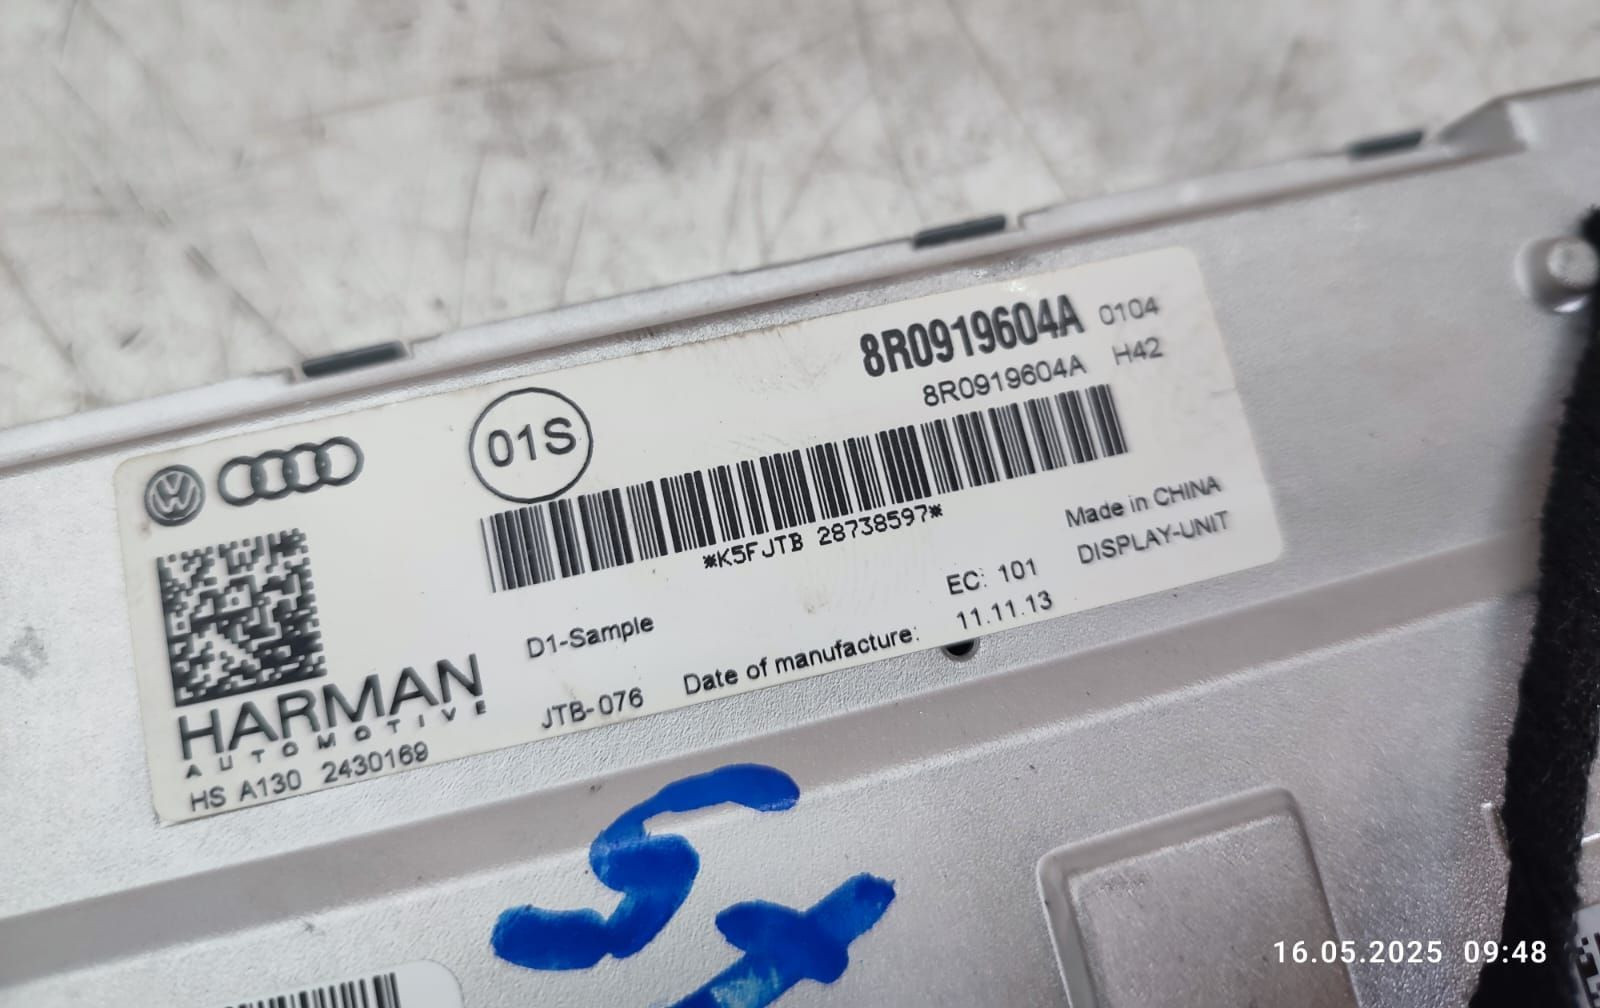 8R0919604A 0104
8R0919604A H42
01S
*K5FJTB 28738597*
Made in CHINA
DISPLAY-UNIT
EC: 101
D1-Sample
Date of manufacture: 11.11.13
JTB-076
HARMAN
AUTOMOTIVE
HS A130 2430169
S
X
16.05.2025 09:48